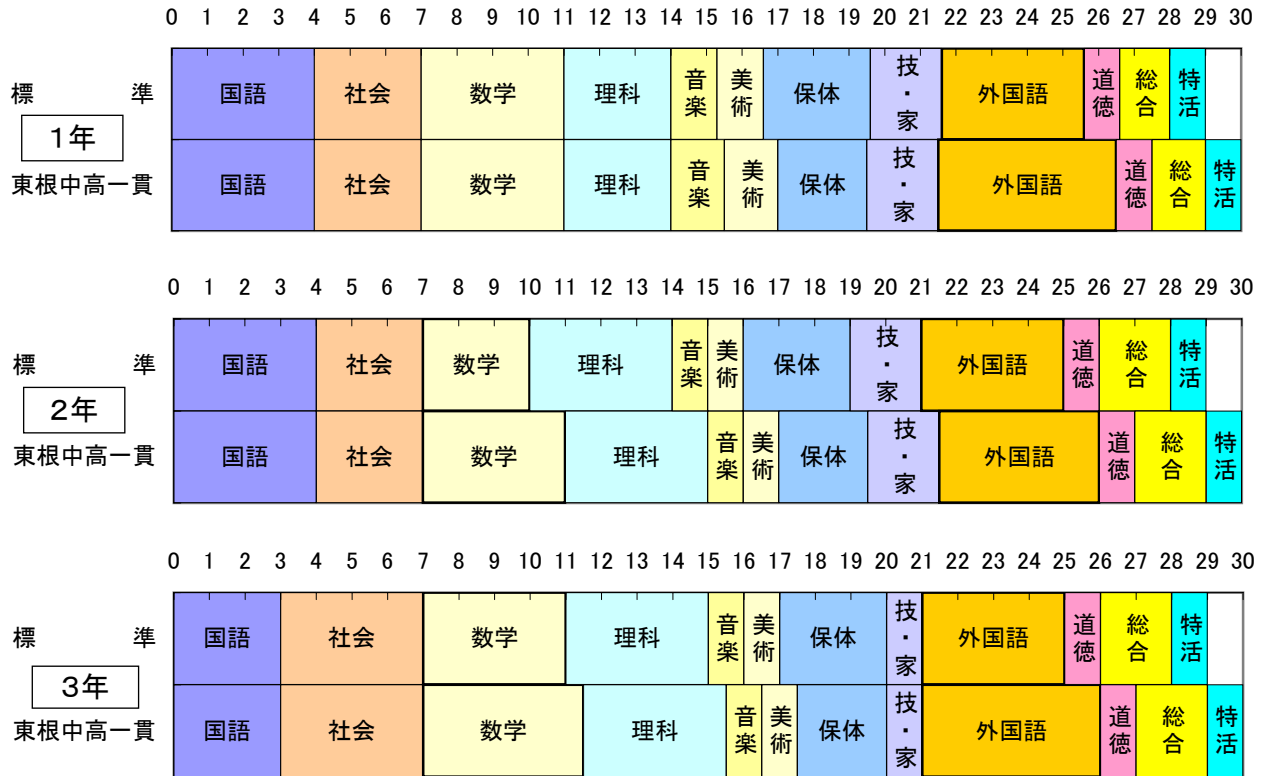 0 1 2 3 4 5 6 7 8 9 10 11 12 13 14 15 16 17 18 19 20 21 22 23 24 25 26 27 28 29 30
標 準 国語 社会 数学 理科 音楽 美術 保体 技・家 外国語 道徳 総合 特活
1年
東根中高一貫 国語 社会 数学 理科 音楽 美術 保体 技・家 外国語 道徳 総合 特活
0 1 2 3 4 5 6 7 8 9 10 11 12 13 14 15 16 17 18 19 20 21 22 23 24 25 26 27 28 29 30
標 準 国語 社会 数学 理科 音楽 美術 保体 技・家 外国語 道徳 総合 特活
2年
東根中高一貫 国語 社会 数学 理科 音楽 美術 保体 技・家 外国語 道徳 総合 特活
0 1 2 3 4 5 6 7 8 9 10 11 12 13 14 15 16 17 18 19 20 21 22 23 24 25 26 27 28 29 30
標 準 国語 社会 数学 理科 音楽 美術 保体 技・家 外国語 道徳 総合 特活
3年
東根中高一貫 国語 社会 数学 理科 音楽 美術 保体 技・家 外国語 道徳 総合 特活